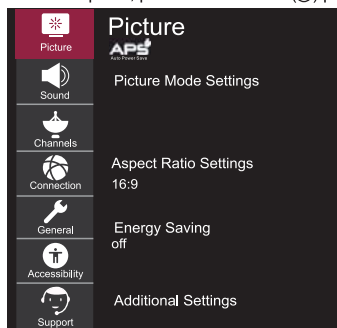 Picture
Picture
APS
Auto Power Save
Picture Mode Settings
Sound
Channels
Aspect Ratio Settings
Connection
16:9
General
Energy Saving
off
Accessibility
Additional Settings
Support